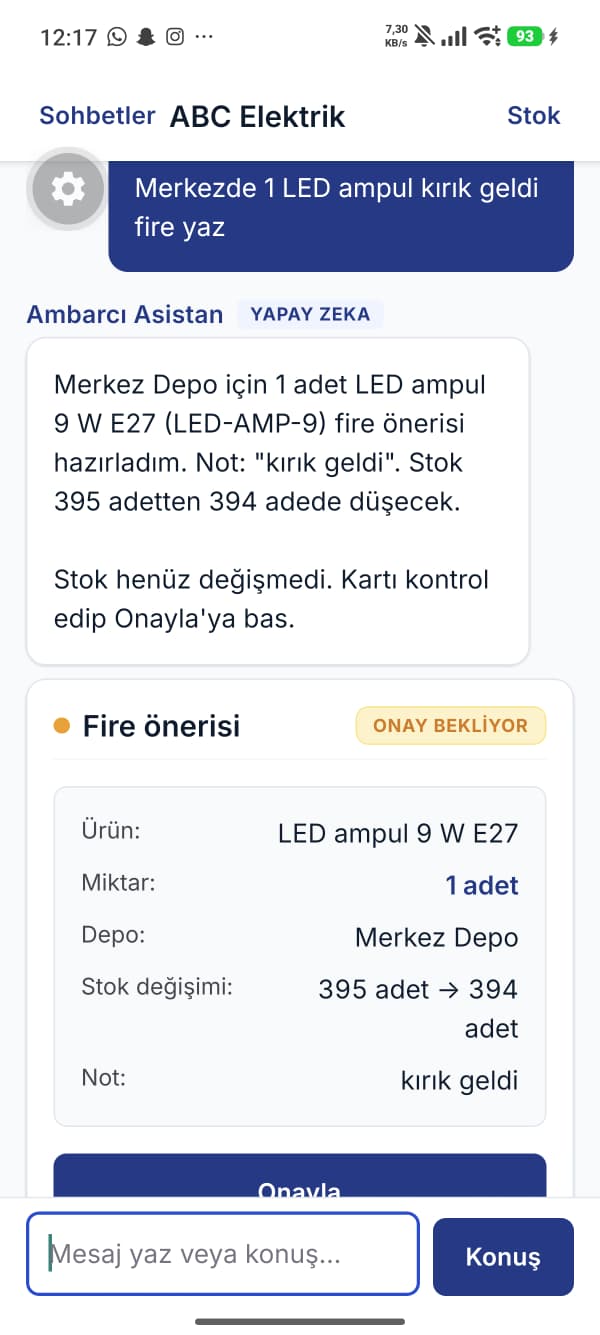 12:17 ...
7,30
KB/s
93
Sohbetler ABC Elektrik Stok
Merkezde 1 LED ampul kırık geldi
fire yaz
Ambarcı Asistan YAPAY ZEKA
Merkez Depo için 1 adet LED ampul
9 W E27 (LED-AMP-9) fire önerisi
hazırladım. Not: "kırık geldi". Stok
395 adetten 394 adede düşecek.
Stok henüz değişmedi. Kartı kontrol
edip Onayla'ya bas.
Fire önerisi ONAY BEKLİYOR
Ürün: LED ampul 9 W E27
Miktar: 1 adet
Depo: Merkez Depo
Stok değişimi: 395 adet → 394
adet
Not: kırık geldi
Onayla
Mesaj yaz veya konuş...
Konuş